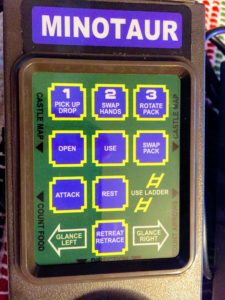 MINOTAUR
1
PICK UP
DROP
2
SWAP
HANDS
3
ROTATE
PACK
CASTLE MAP
CASTLE MAP
OPEN
USE
SWAP
PACK
ATTACK
REST
USE LADDER
COUNT FOOD
GLANCE
LEFT
RETREAT
RETRACE
GLANCE
RIGHT